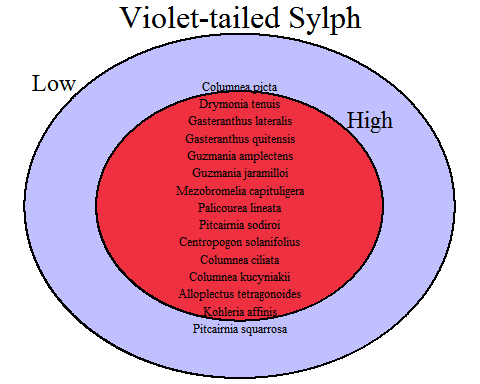 Violet-tailed Sylph
Low
High
Columnea picta
Drymonia tenuis
Gasteranthus lateralis
Gasteranthus quitensis
Guzmania amplectens
Guzmania jaramilloi
Mezobromelia capituligera
Palicourea lineata
Pitcairnia sodiroi
Centropogon solanifolius
Columnea ciliata
Columnea kucyniakii
Alloplectus tetragonoides
Kohleria affinis
Pitcairnia squarrosa